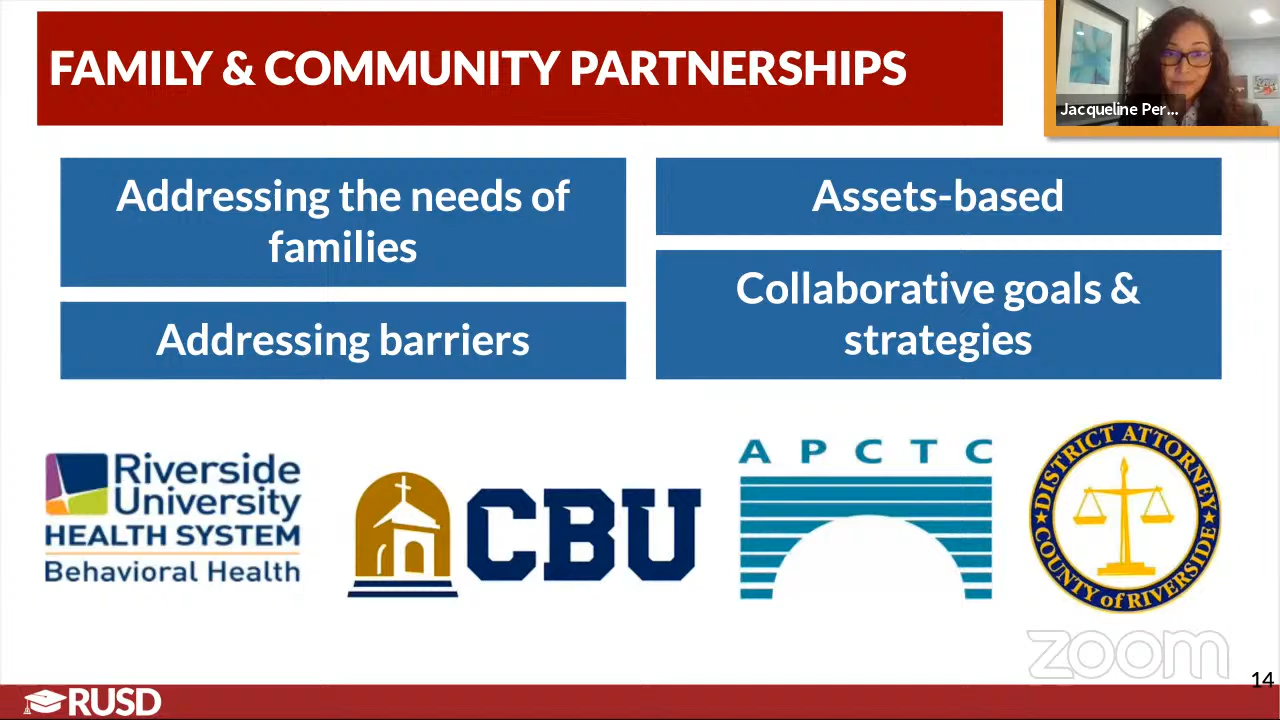 FAMILY & COMMUNITY PARTNERSHIPS
Jacqueline Per...
Addressing the needs of
families
Addressing barriers
Assets-based
Collaborative goals &
strategies
Riverside
University
HEALTH SYSTEM
Behavioral Health
CBU
APCTC
DISTRICT ATTORNEY
COUNTY of RIVERSIDE
zoom
14
RUSD